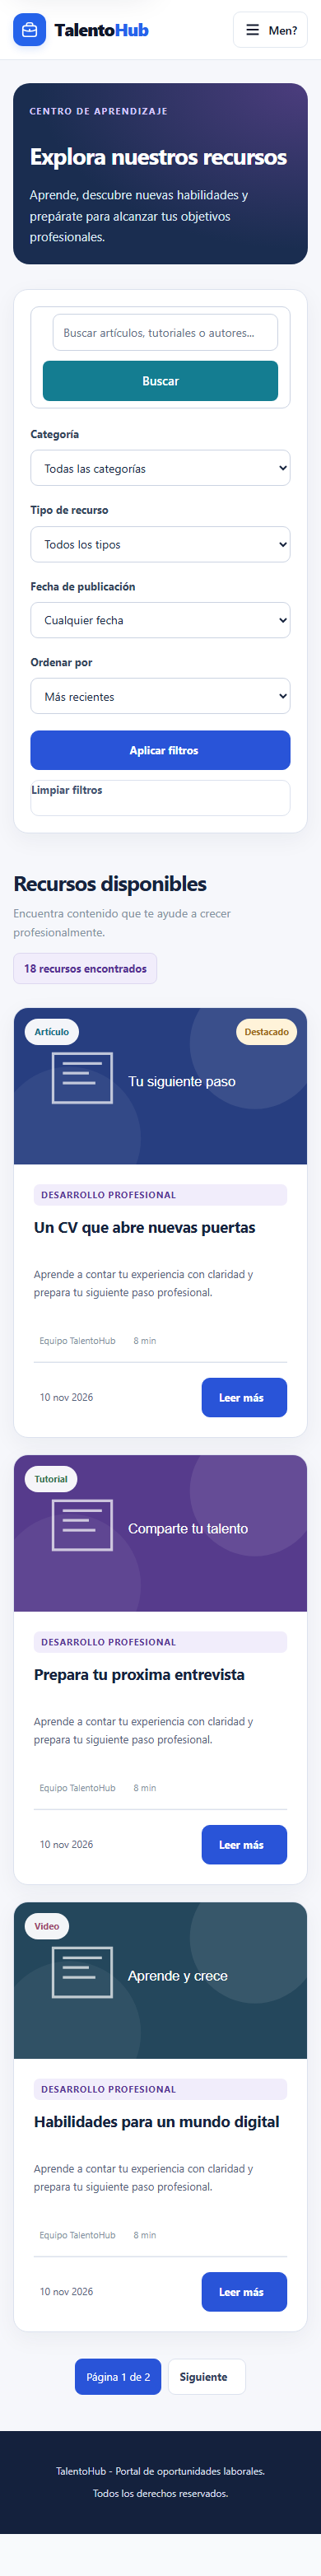 TalentoHub
Men?
CENTRO DE APRENDIZAJE
Explora nuestros recursos
Aprende, descubre nuevas habilidades y
prepárate para alcanzar tus objetivos
profesionales.
Buscar artículos, tutoriales o autores...
Buscar
Categoría
Todas las categorías
Tipo de recurso
Todos los tipos
Fecha de publicación
Cualquier fecha
Ordenar por
Más recientes
Aplicar filtros
Limpiar filtros
Recursos disponibles
Encuentra contenido que te ayude a crecer
profesionalmente.
18 recursos encontrados
Artículo
Destacado
Tu siguiente paso
DESARROLLO PROFESIONAL
Un CV que abre nuevas puertas
Aprende a contar tu experiencia con claridad y
prepara tu siguiente paso profesional.
Equipo TalentoHub 8 min
10 nov 2026
Leer más
Tutorial
Comparte tu talento
DESARROLLO PROFESIONAL
Prepara tu proxima entrevista
Aprende a contar tu experiencia con claridad y
prepara tu siguiente paso profesional.
Equipo TalentoHub 8 min
10 nov 2026
Leer más
Video
Aprende y crece
DESARROLLO PROFESIONAL
Habilidades para un mundo digital
Aprende a contar tu experiencia con claridad y
prepara tu siguiente paso profesional.
Equipo TalentoHub 8 min
10 nov 2026
Leer más
Página 1 de 2
Siguiente
TalentoHub - Portal de oportunidades laborales.
Todos los derechos reservados.